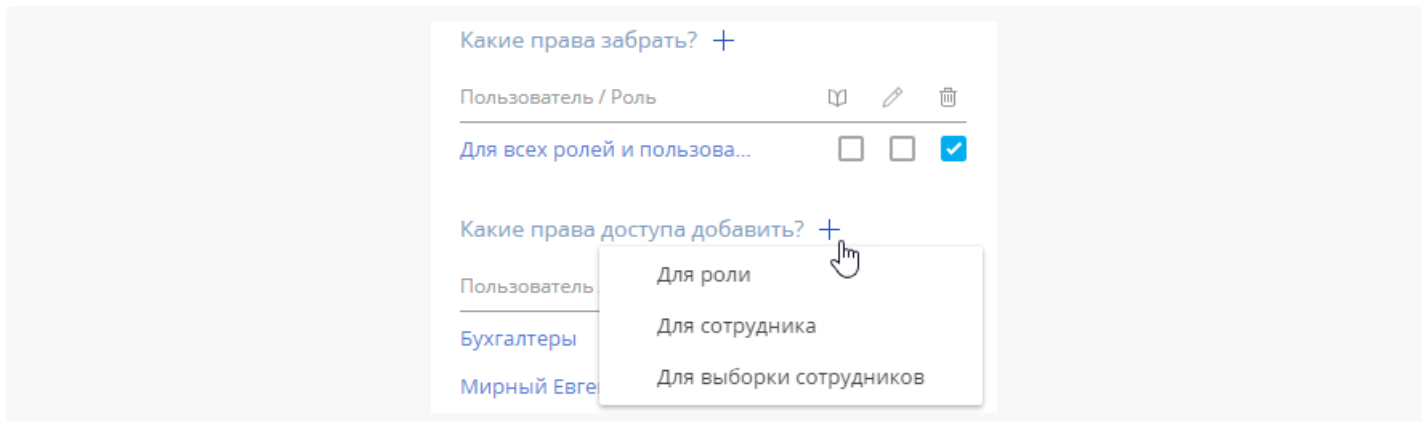 Какие права забрать?
Пользователь / Роль
Для всех ролей и пользова...
Какие права доступа добавить?
Пользователь
Для роли
Для сотрудника
Бухгалтеры
Для выборки сотрудников
Мирный Евге